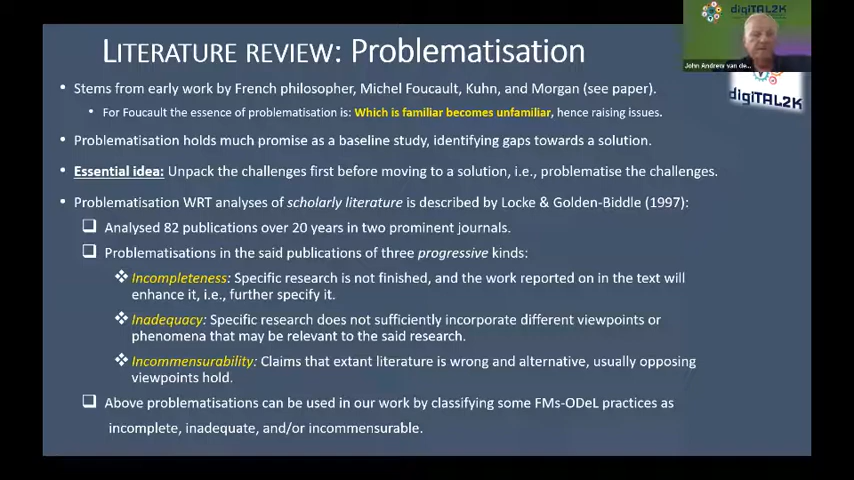 LITERATURE REVIEW: Problematisation
digiTAL2K
John Andrew van de...
digiTAL2K
• Stems from early work by French philosopher, Michel Foucault, Kuhn, and Morgan (see paper).
• For Foucault the essence of problematisation is: Which is familiar becomes unfamiliar, hence raising issues.
• Problematisation holds much promise as a baseline study, identifying gaps towards a solution.
• Essential idea: Unpack the challenges first before moving to a solution, i.e., problematise the challenges.
• Problematisation WRT analyses of scholarly literature is described by Locke & Golden-Biddle (1997):
❑ Analysed 82 publications over 20 years in two prominent journals.
❑ Problematisations in the said publications of three progressive kinds:
❖ Incompleteness: Specific research is not finished, and the work reported on in the text will
enhance it, i.e., further specify it.
❖ Inadequacy: Specific research does not sufficiently incorporate different viewpoints or
phenomena that may be relevant to the said research.
❖ Incommensurability: Claims that extant literature is wrong and alternative, usually opposing
viewpoints hold.
❑ Above problematisations can be used in our work by classifying some FMs-ODeL practices as
incomplete, inadequate, and/or incommensurable.